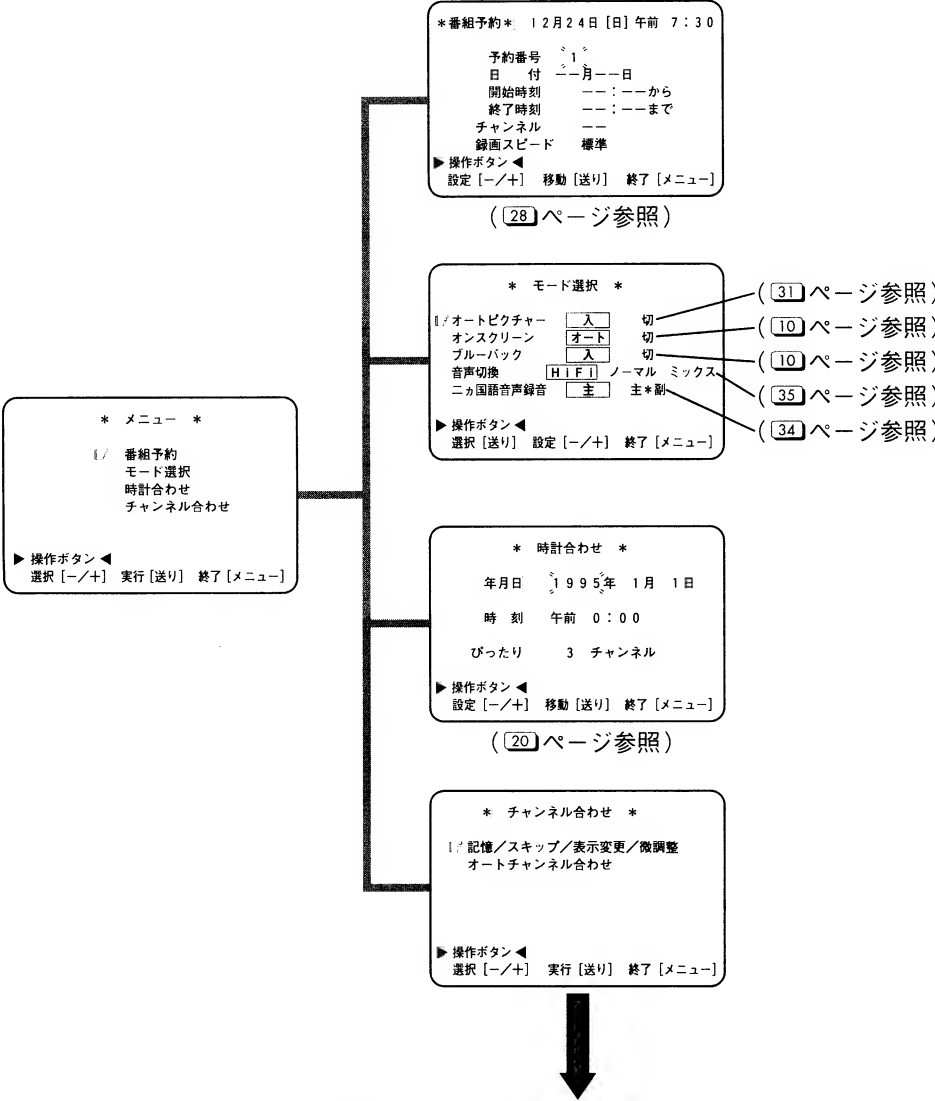 ＊番組予約＊ 12月24日［日］午前 7：30
予約番号 1
日 付 －－月－－日
開始時刻 －－：－－から
終了時刻 －－：－－まで
チャンネル －－
録画スピード 標準
▶操作ボタン◀
設定［－／＋］ 移動［送り］ 終了［メニュー］
（28ページ参照）
＊ モード選択 ＊
オートピクチャー 入 切 （31ページ参照）
オンスクリーン オート 切 （10ページ参照）
ブルーバック 入 切 （10ページ参照）
音声切換 HiFi ノーマル ミックス （35ページ参照）
二ヵ国語音声録音 主 主＊副 （34ページ参照）
▶操作ボタン◀
選択［送り］ 設定［－／＋］ 終了［メニュー］
＊ メニュー ＊
番組予約
モード選択
時計合わせ
チャンネル合わせ
▶操作ボタン◀
選択［－／＋］ 実行［送り］ 終了［メニュー］
＊ 時計合わせ ＊
年月日 1995年 1月 1日
時 刻 午前 0：00
ぴったり 3 チャンネル
▶操作ボタン◀
設定［－／＋］ 移動［送り］ 終了［メニュー］
（20ページ参照）
＊ チャンネル合わせ ＊
記憶／スキップ／表示変更／微調整
オートチャンネル合わせ
▶操作ボタン◀
選択［－／＋］ 実行［送り］ 終了［メニュー］